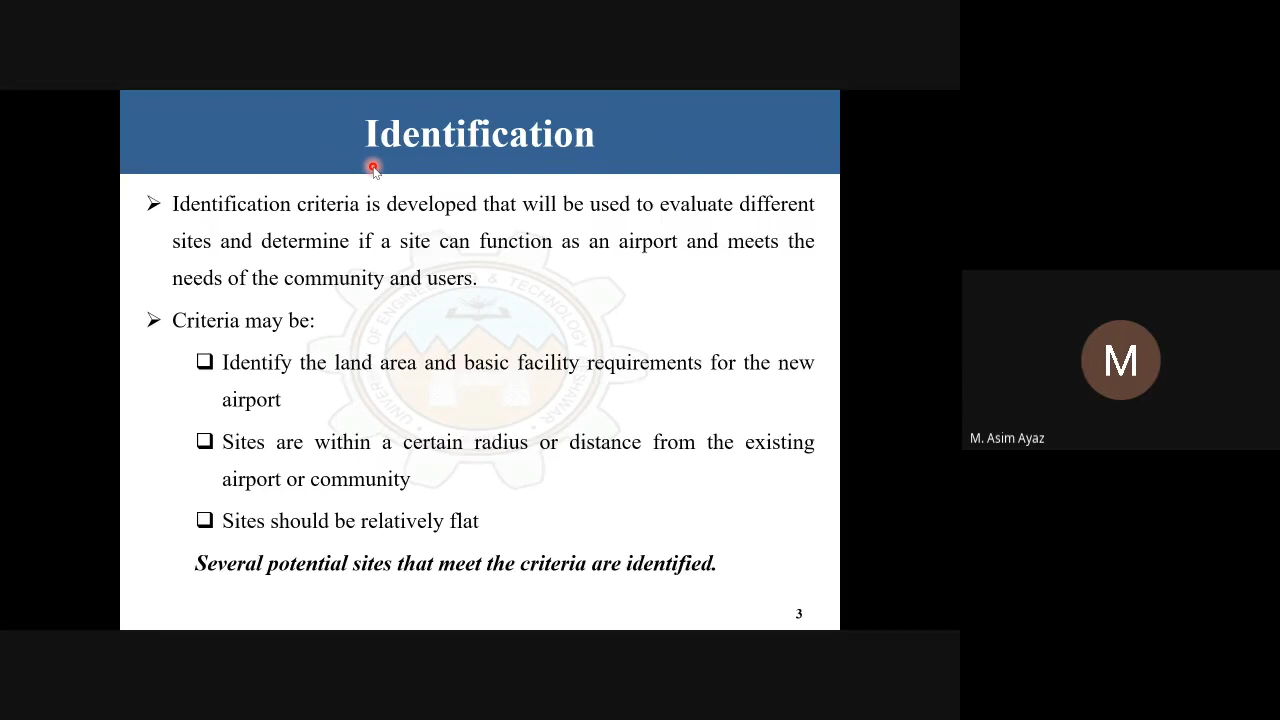 Identification
➢ Identification criteria is developed that will be used to evaluate different
sites and determine if a site can function as an airport and meets the
needs of the community and users.
➢ Criteria may be:
❑ Identify the land area and basic facility requirements for the new
airport
❑ Sites are within a certain radius or distance from the existing
airport or community
❑ Sites should be relatively flat
Several potential sites that meet the criteria are identified.
3
M
M. Asim Ayaz